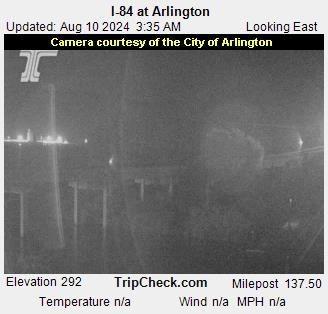 I-84 at Arlington
Updated: Aug 10 2024 3:35 AM Looking East
Camera courtesy of the City of Arlington
Elevation 292 TripCheck.com Milepost 137.50
Temperature n/a Wind n/a MPH n/a